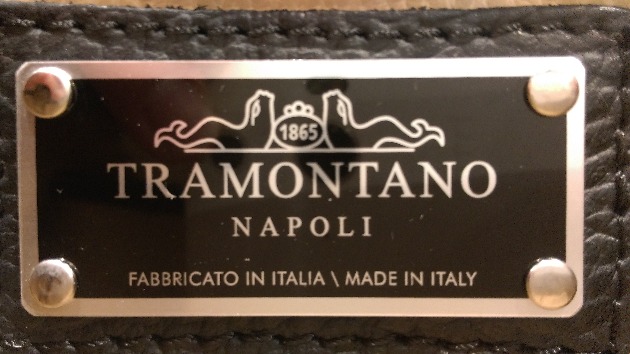 1865
TRAMONTANO
NAPOLI
FABBRICATO IN ITALIA \ MADE IN ITALY